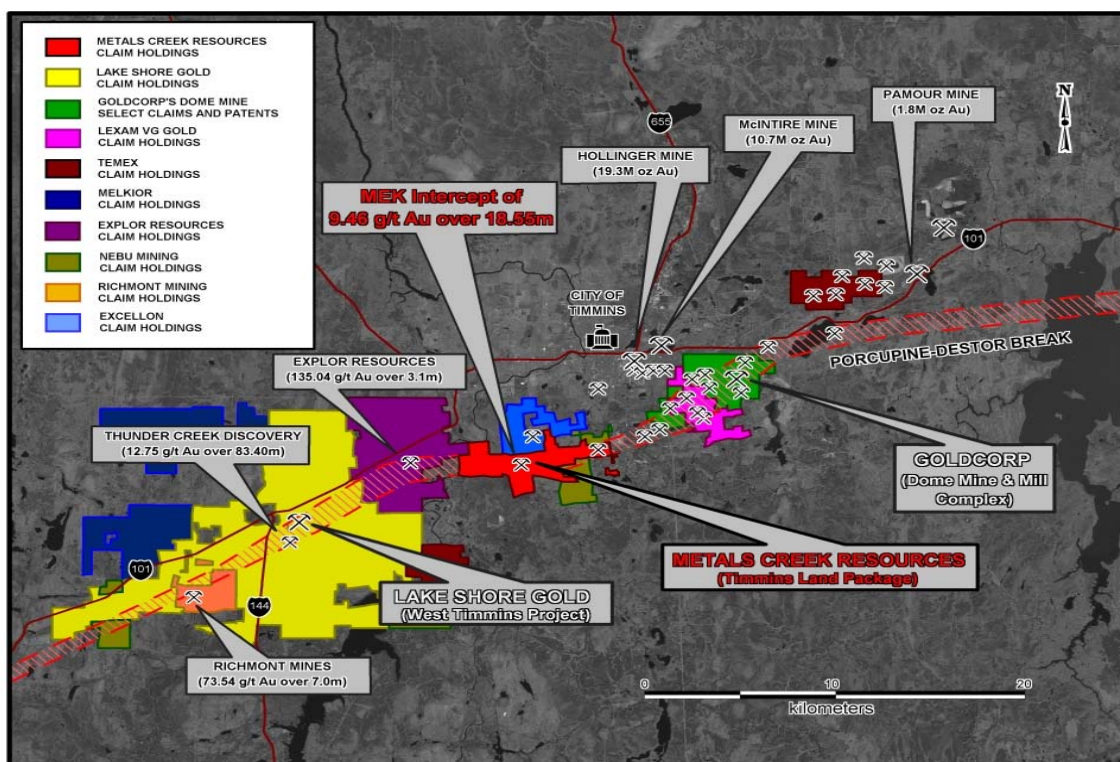 METALS CREEK RESOURCES
CLAIM HOLDINGS
LAKE SHORE GOLD
CLAIM HOLDINGS
GOLDCORP'S DOME MINE
SELECT CLAIMS AND PATENTS
LEXAM VG GOLD
CLAIM HOLDINGS
TEMEX
CLAIM HOLDINGS
MELKIOR
CLAIM HOLDINGS
EXPLOR RESOURCES
CLAIM HOLDINGS
NEBU MINING
CLAIM HOLDINGS
RICHMONT MINING
CLAIM HOLDINGS
EXCELLON
CLAIM HOLDINGS
N
655
PAMOUR MINE
(1.8M oz Au)
McINTIRE MINE
(10.7M oz Au)
HOLLINGER MINE
(19.3M oz Au)
MEK Intercept of
9.46 g/t Au over 18.55m
101
CITY OF
TIMMINS
PORCUPINE-DESTOR BREAK
EXPLOR RESOURCES
(135.04 g/t Au over 3.1m)
THUNDER CREEK DISCOVERY
(12.75 g/t Au over 83.40m)
GOLDCORP
(Dome Mine & Mill
Complex)
METALS CREEK RESOURCES
(Timmins Land Package)
101
144
LAKE SHORE GOLD
(West Timmins Project)
RICHMONT MINES
(73.54 g/t Au over 7.0m)
0 10 20
kilometers